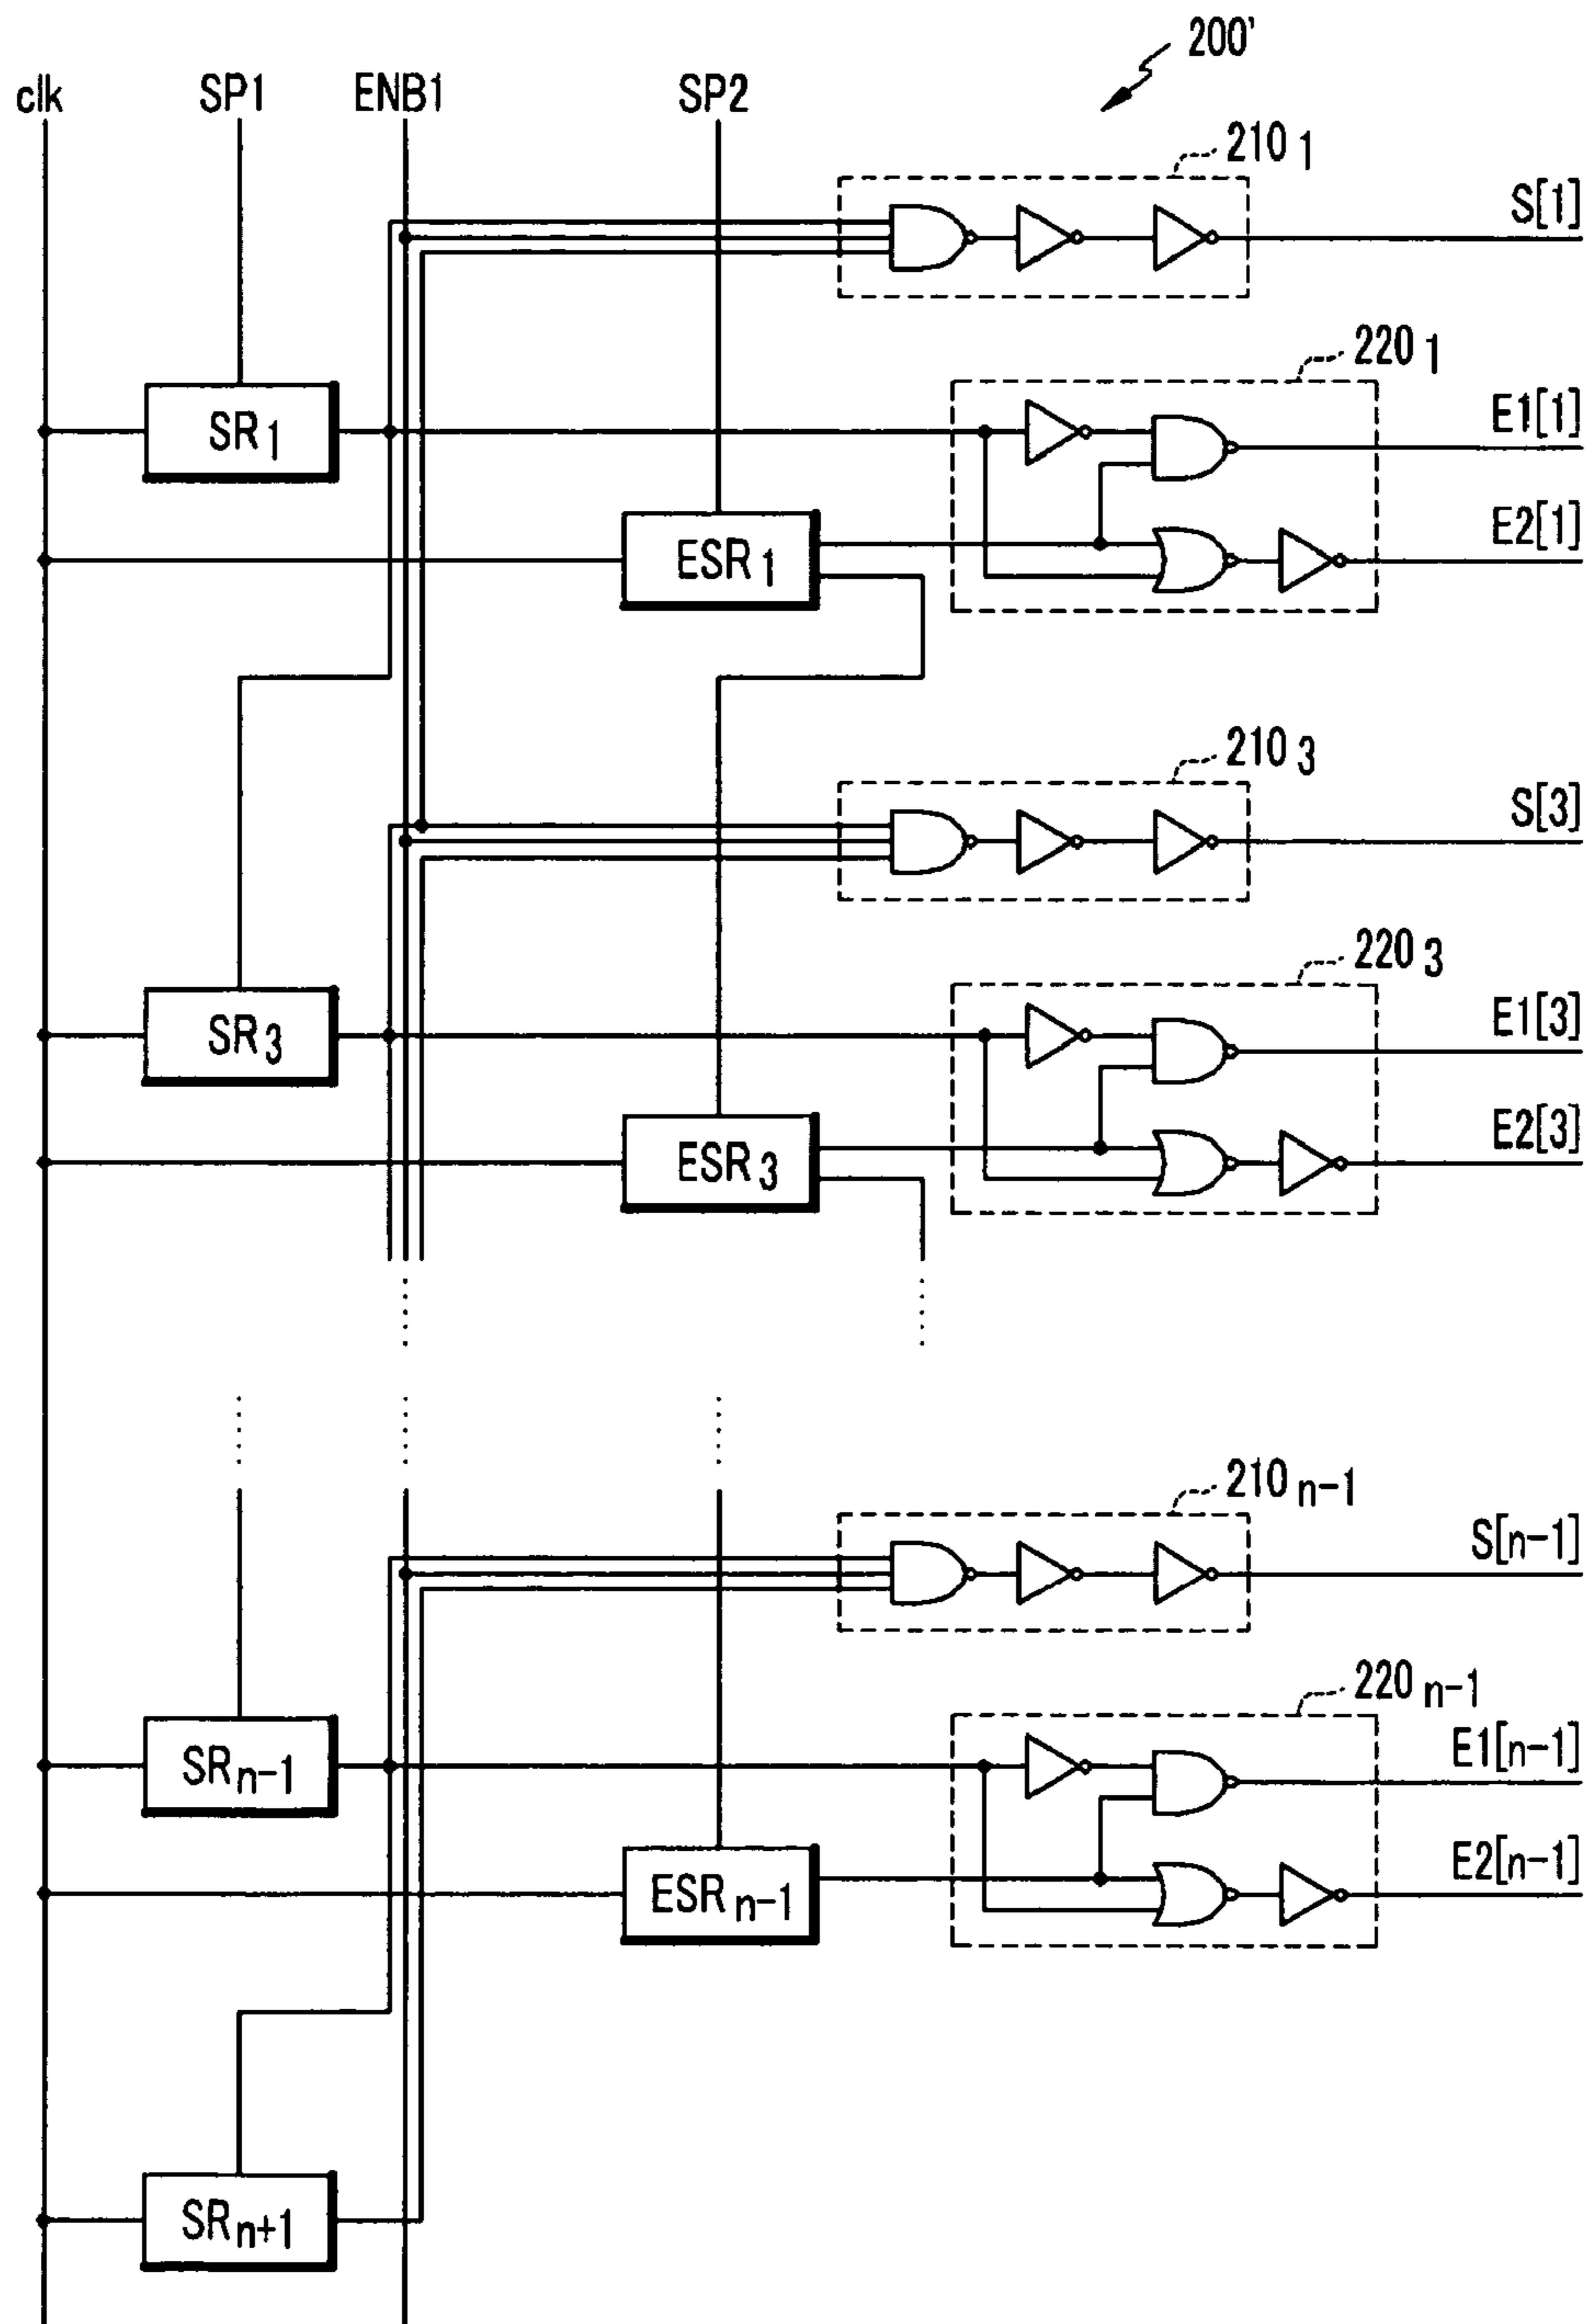 200'
clk SP1 ENB1 SP2
210 1
S[1]
220 1
SR1
E1[1]
ESR1
E2[1]
210 3
S[3]
220 3
SR3
E1[3]
ESR3
E2[3]
210 n-1
S[n-1]
220 n-1
SRn-1
E1[n-1]
ESRn-1
E2[n-1]
SRn+1